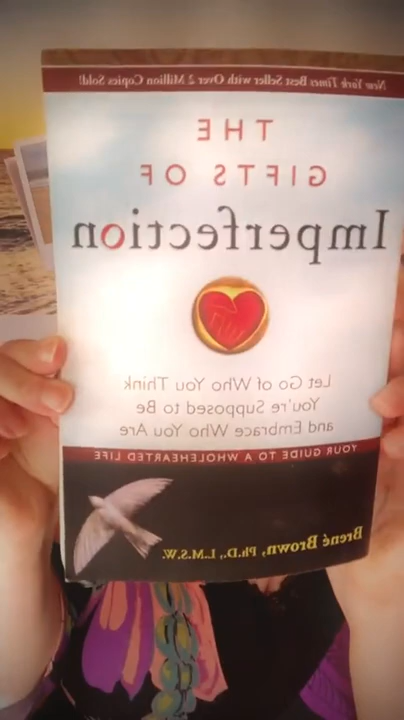 New York Times Best Seller with Over 2 Million Copies Sold!
THE
GIFTS OF
Imperfection
Let Go of Who You Think
You're Supposed to Be
and Embrace Who You Are
YOUR GUIDE TO A WHOLEHEARTED LIFE
Brené Brown, Ph.D., L.M.S.W.